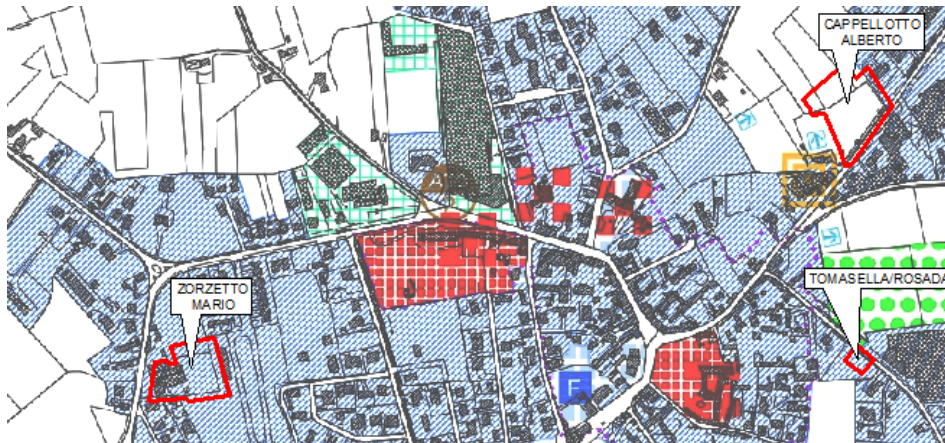 CAPPELLOTTO
ALBERTO
TOMASELLA/ROSADA
ZORZETTO
MARIO
F